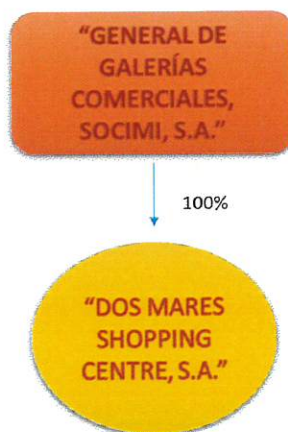 “GENERAL DE
GALERÍAS
COMERCIALES,
SOCIMI, S.A.”
100%
“DOS MARES
SHOPPING
CENTRE, S.A.”